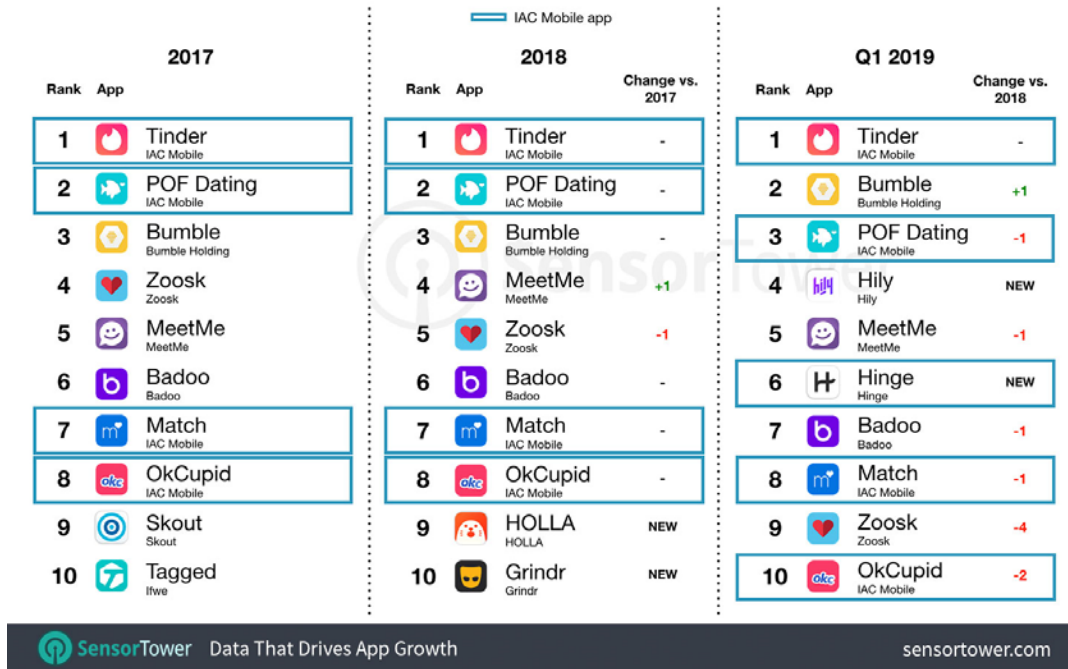 IAC Mobile app
2017
Rank App
1 Tinder
IAC Mobile
2 POF Dating
IAC Mobile
3 Bumble
Bumble Holding
4 Zoosk
Zoosk
5 MeetMe
MeetMe
6 Badoo
Badoo
7 m Match
IAC Mobile
8 okc OkCupid
IAC Mobile
9 Skout
Skout
10 Tagged
Ifwe
2018
Rank App Change vs.
2017
1 Tinder -
IAC Mobile
2 POF Dating -
IAC Mobile
3 Bumble -
Bumble Holding
4 MeetMe +1
MeetMe
5 Zoosk -1
Zoosk
6 Badoo -
Badoo
7 m Match -
IAC Mobile
8 okc OkCupid -
IAC Mobile
9 HOLLA NEW
HOLLA
10 Grindr NEW
Grindr
Q1 2019
Rank App Change vs.
2018
1 Tinder -
IAC Mobile
2 Bumble +1
Bumble Holding
3 POF Dating -1
IAC Mobile
4 hily Hily NEW
Hily
5 MeetMe -1
MeetMe
6 H Hinge NEW
Hinge
7 Badoo -1
Badoo
8 m Match -1
IAC Mobile
9 Zoosk -4
Zoosk
10 okc OkCupid -2
IAC Mobile
SensorTower
SensorTower Data That Drives App Growth sensortower.com